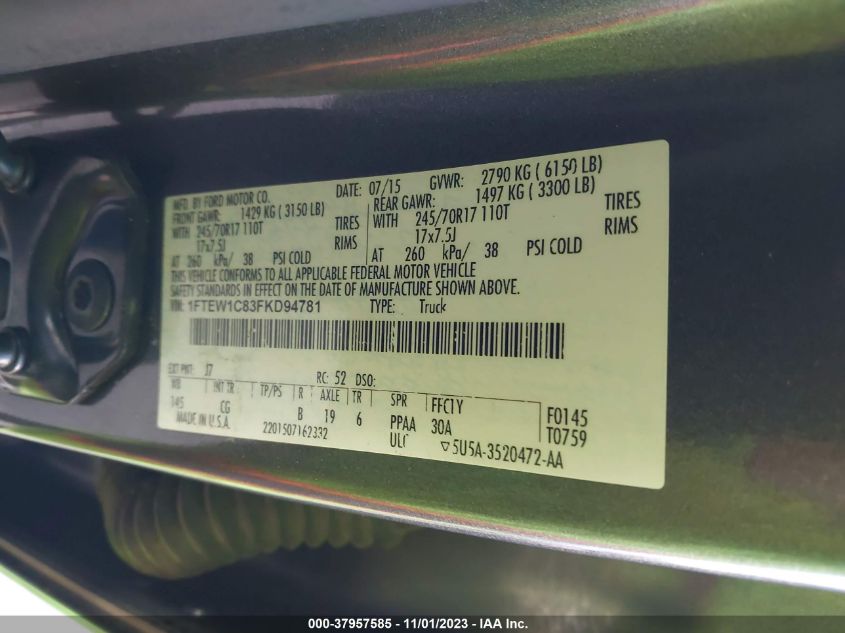 MFD. BY FORD MOTOR CO.
DATE: 07/15 GVWR: 2790 KG ( 6150 LB)
FRONT GAWR: 1429 KG ( 3150 LB) REAR GAWR: 1497 KG ( 3300 LB)
WITH 245/70R17 110T TIRES WITH 245/70R17 110T TIRES
17x7.5J RIMS 17x7.5J RIMS
AT 260 kPa/ 38 PSI COLD AT 260 kPa/ 38 PSI COLD
THIS VEHICLE CONFORMS TO ALL APPLICABLE FEDERAL MOTOR VEHICLE
SAFETY STANDARDS IN EFFECT ON THE DATE OF MANUFACTURE SHOWN ABOVE.
VIN: 1FTEW1C83FKD94781 TYPE: Truck
EXT PNT: J7 RC: 52 DSO:
WB INT TR TP/PS R AXLE TR SPR FFC1Y F0145
145 CG B 19 6 PPAA 30A T0759
MADE IN U.S.A. 2201507162332 ULC ▽5U5A-3520472-AA
000-37957585 - 11/01/2023 - IAA Inc.